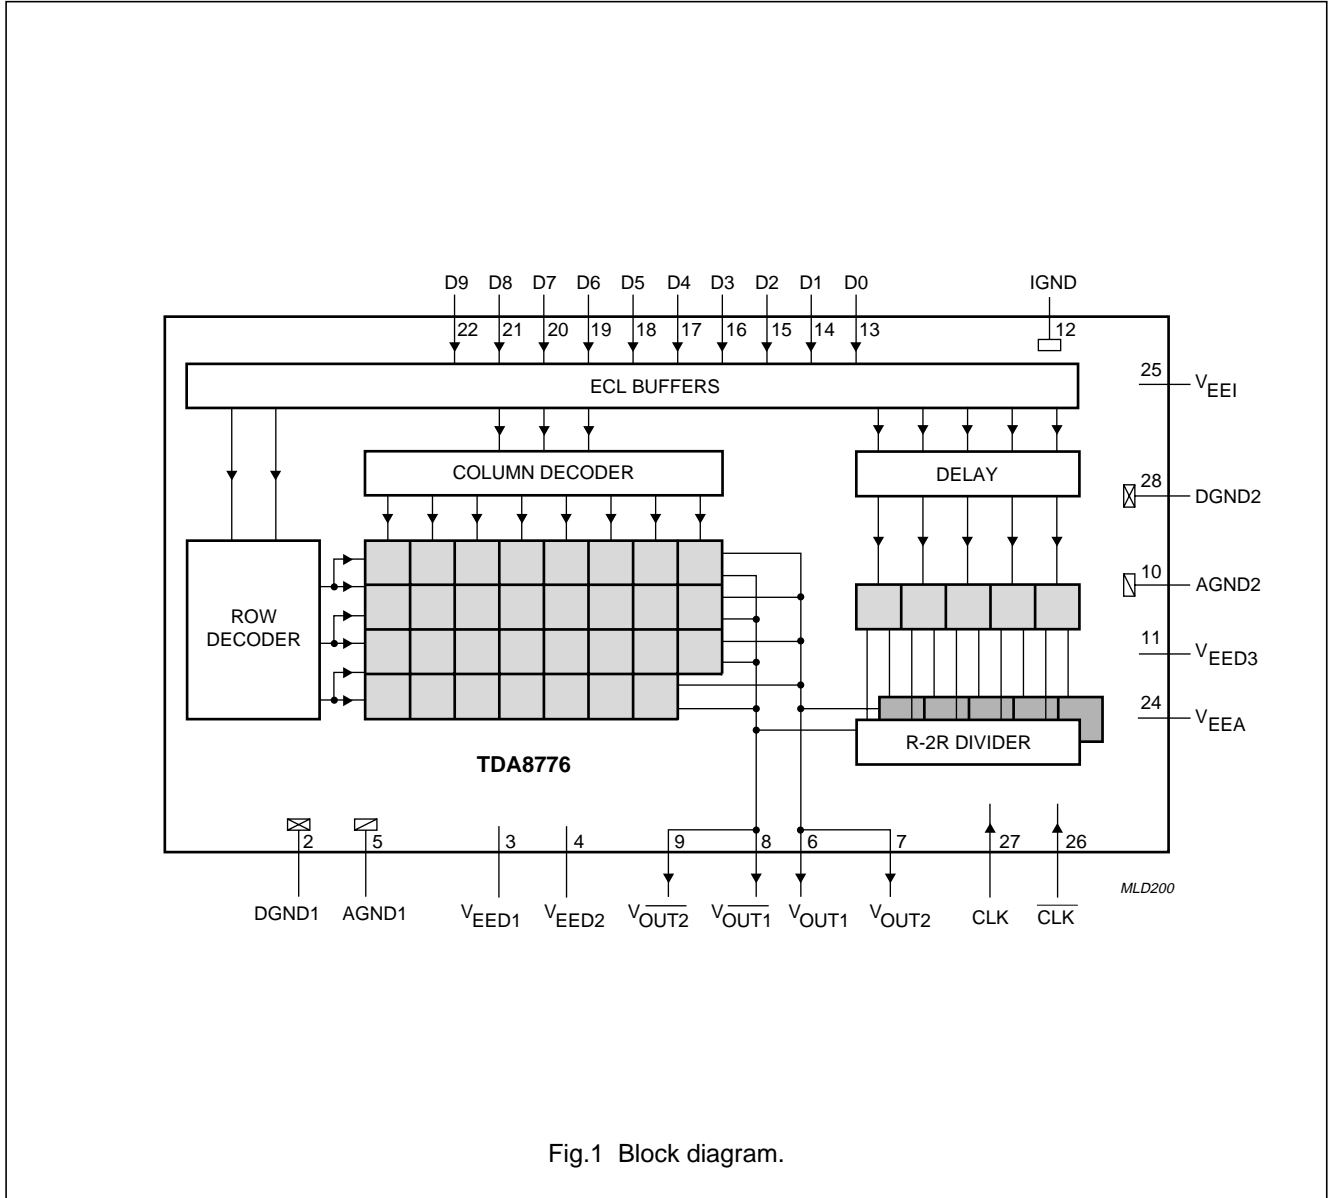 D9 D8 D7 D6 D5 D4 D3 D2 D1 D0 IGND
22 21 20 19 18 17 16 15 14 13 12
ECL BUFFERS
25 VEEI
COLUMN DECODER
DELAY
28 DGND2
10 AGND2
ROW
DECODER
11 VEED3
24 VEEA
R-2R DIVIDER
TDA8776
2 5 3 4 9 8 6 7 27 26
MLD200
DGND1 AGND1 VEED1 VEED2 V̅O̅U̅T̅2̅ V̅O̅U̅T̅1̅ VOUT1 VOUT2 CLK C̅L̅K̅
Fig.1 Block diagram.